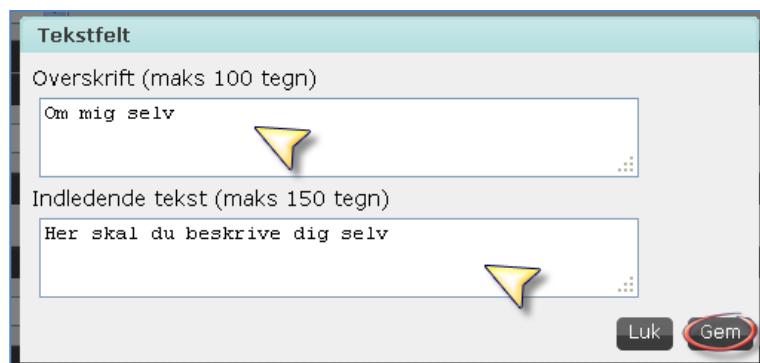 Tekstfelt
Overskrift (maks 100 tegn)
Om mig selv
Indledende tekst (maks 150 tegn)
Her skal du beskrive dig selv
Luk Gem